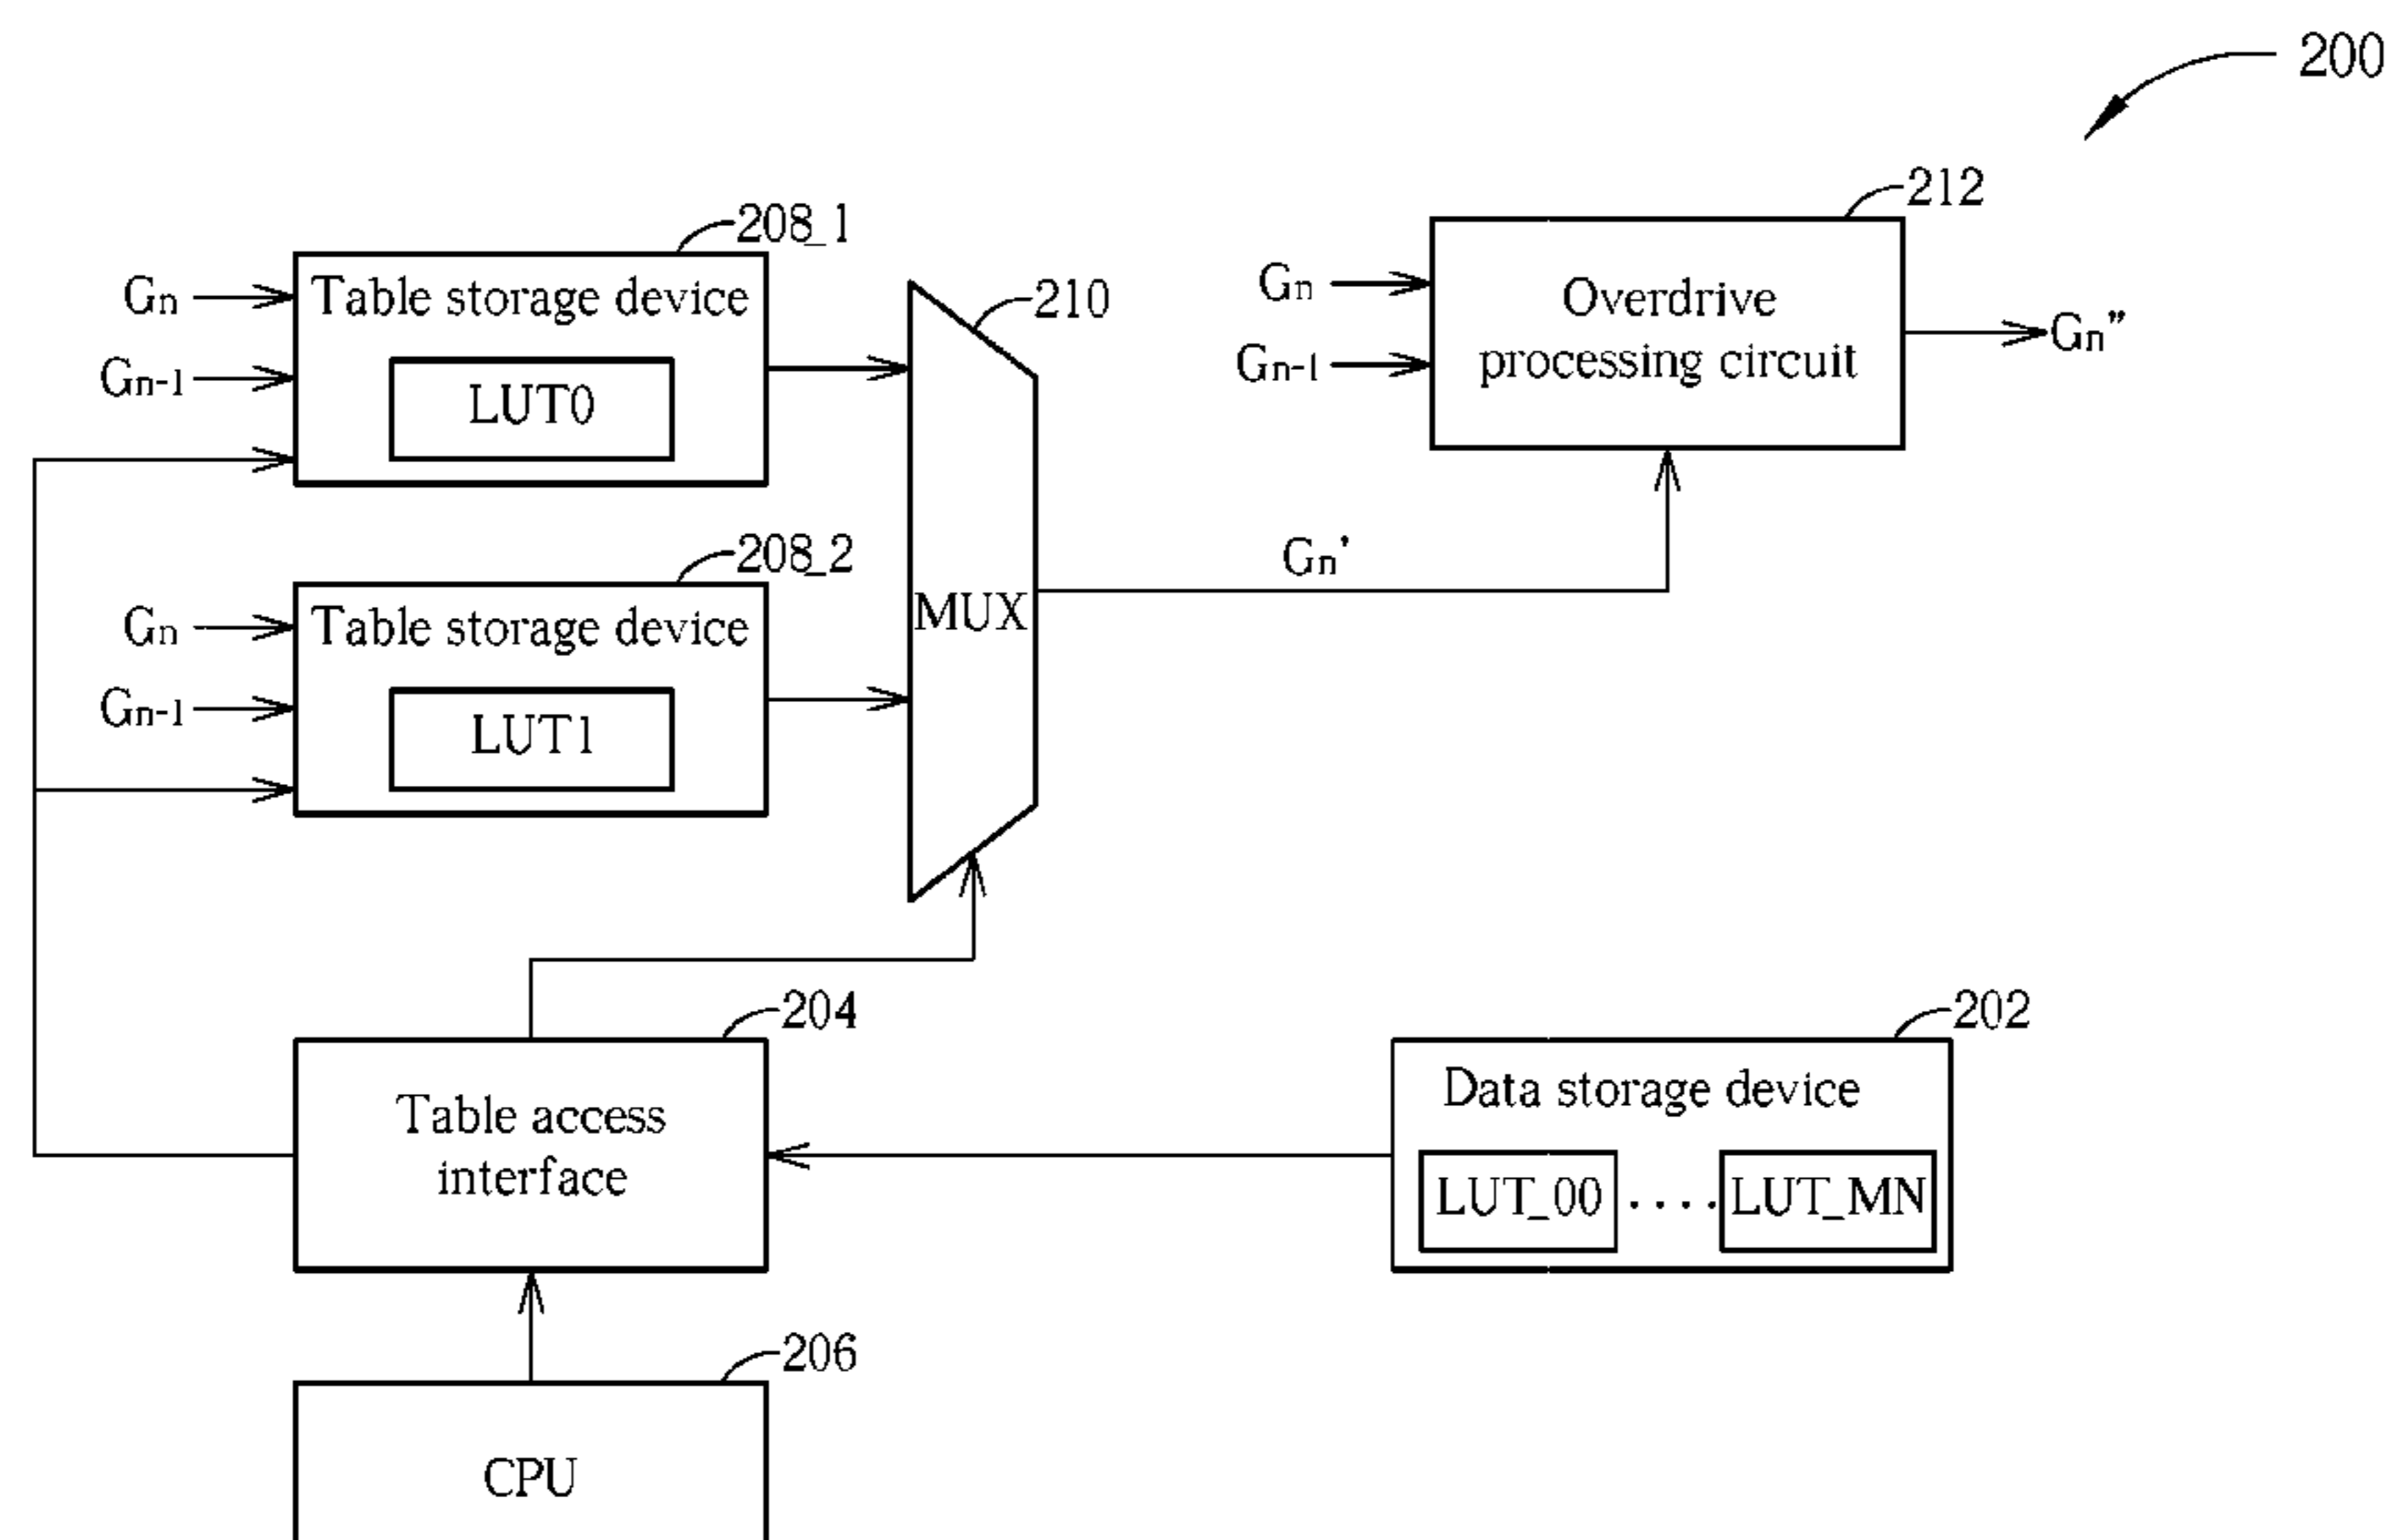 200
212
208_1
Gn
Table storage device
210
Gn
Overdrive
Gn"
Gn-1
LUT0
Gn-1
processing circuit
208_2
Gn'
Gn
Table storage device
MUX
Gn-1
LUT1
204
202
Table access
interface
Data storage device
LUT_00 .... LUT_MN
206
CPU